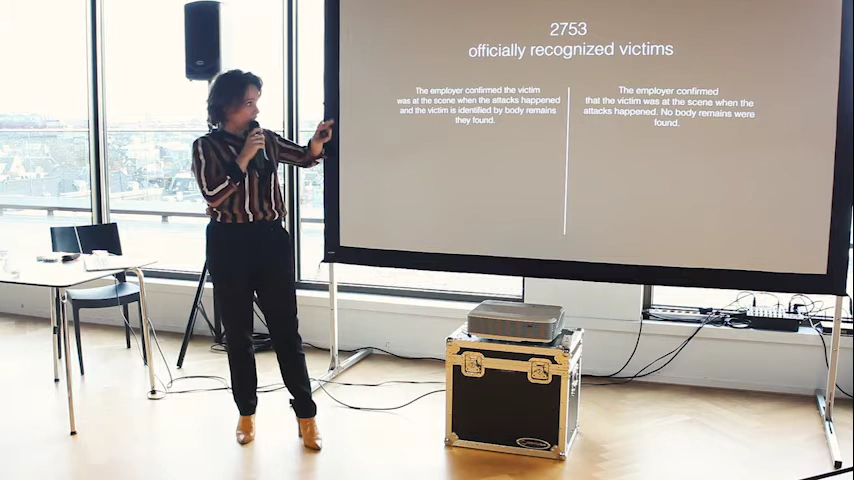 2753
officially recognized victims
The employer confirmed the victim
was at the scene when the attacks happened
and the victim is identified by body remains
they found.
The employer confirmed
that the victim was at the scene when the
attacks happened. No body remains were
found.